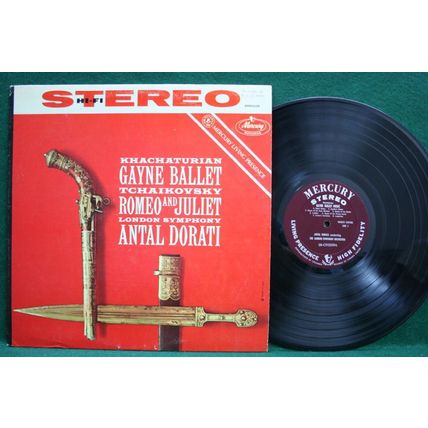 STEREO
HI-FI
Mercury
MERCURY LIVING PRESENCE
KHACHATURIAN
GAYNE BALLET
TCHAIKOVSKY
ROMEO AND JULIET
LONDON SYMPHONY
ANTAL DORATI
MERCURY
STEREO
LIVING PRESENCE
HIGH FIDELITY